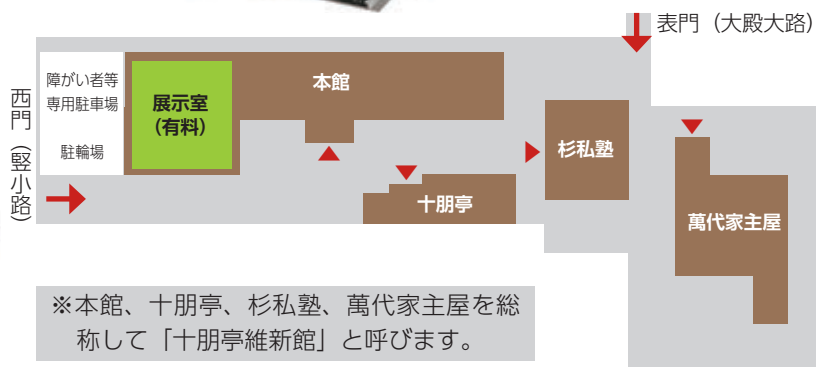 表門（大殿大路）
障がい者等
専用駐車場
駐輪場
西門（竪小路）
展示室
(有料)
本館
杉私塾
十朋亭
萬代家主屋
※本館、十朋亭、杉私塾、萬代家主屋を総
称して「十朋亭維新館」と呼びます。